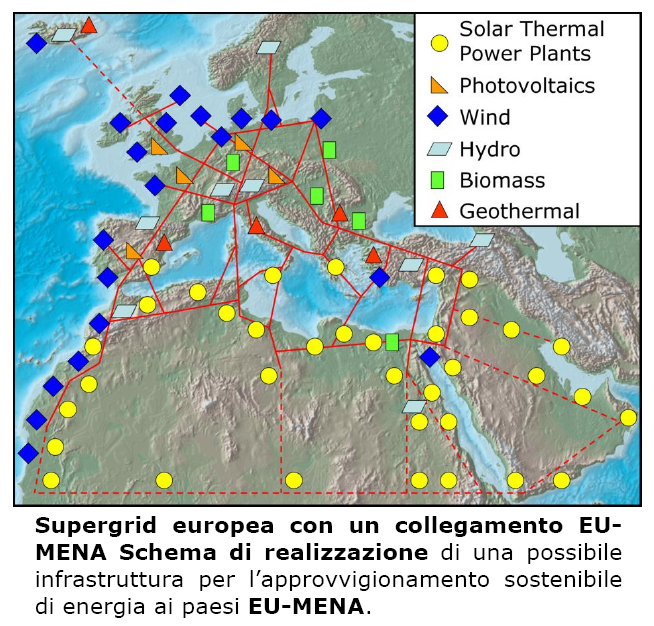 Solar Thermal
Power Plants
Photovoltaics
Wind
Hydro
Biomass
Geothermal
Supergrid europea con un collegamento EU-
MENA Schema di realizzazione di una possibile
infrastruttura per l’approvvigionamento sostenibile
di energia ai paesi EU-MENA.